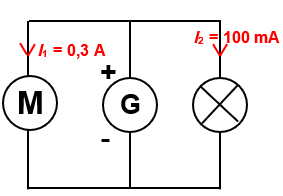 I₁ = 0,3 A
I₂ = 100 mA
+
M
G
-